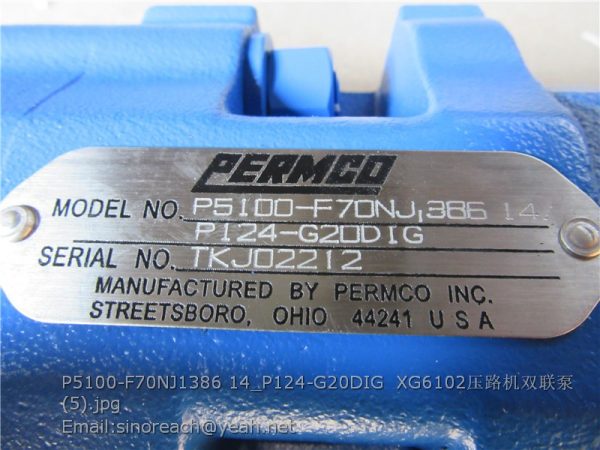 PERMCO
MODEL NO. P5100-F70NJ1386 14.
P124-G20DIG
SERIAL NO. TKJ02212
MANUFACTURED BY PERMCO INC.
STREETSBORO, OHIO 44241 U S A
P5100-F70NJ1386 14_P124-G20DIG XG6102压路机双联泵
(5).jpg
Email:sinoreach@yeah.net